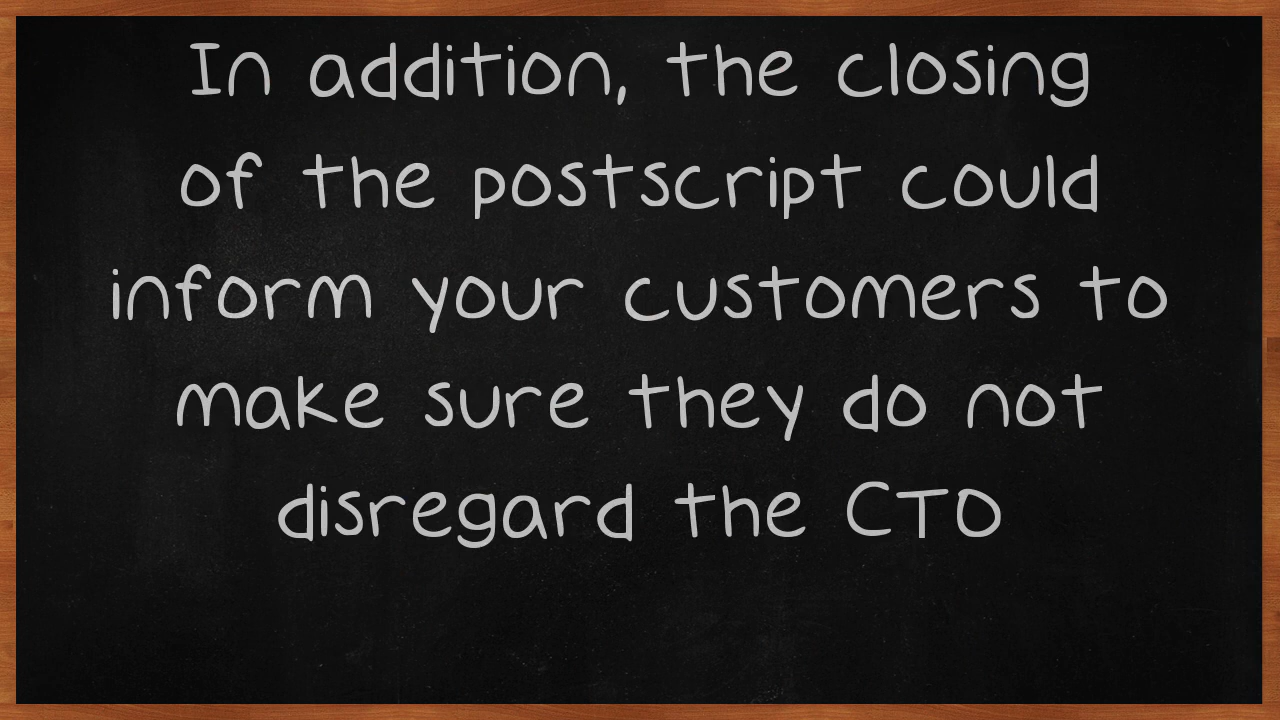 In addition, the closing
of the postscript could
inform your customers to
make sure they do not
disregard the CTO